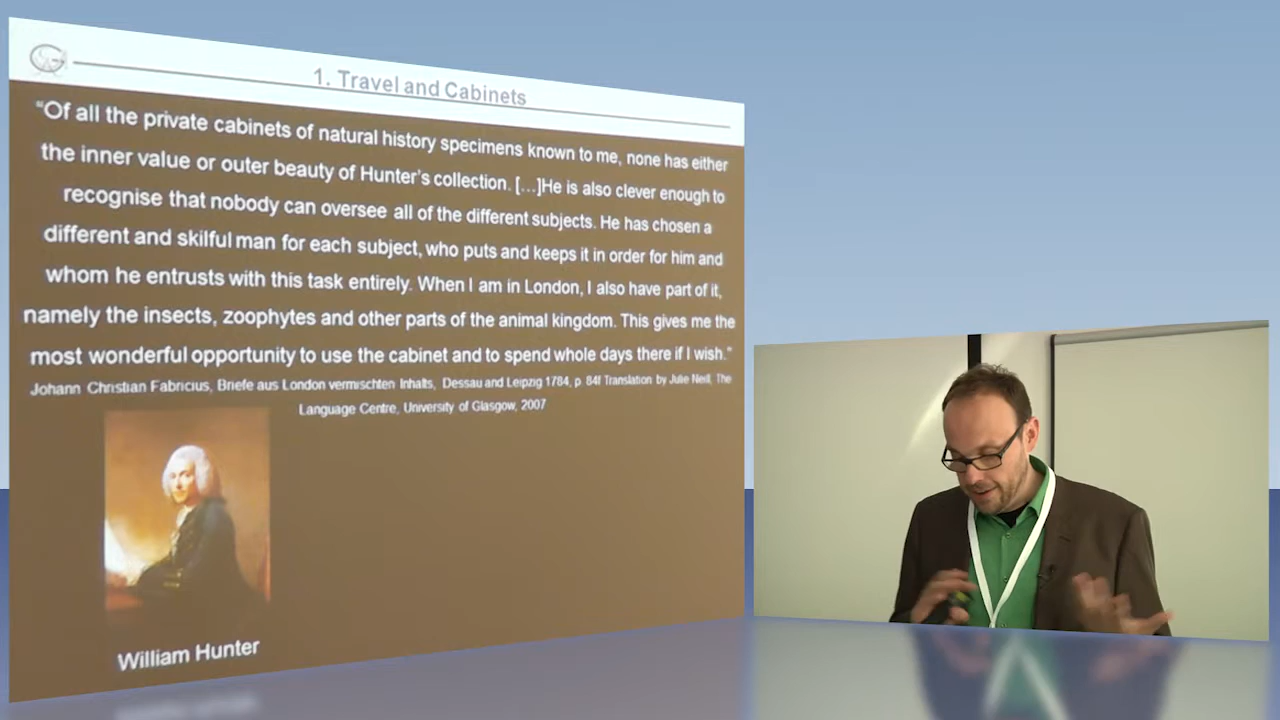 1. Travel and Cabinets
“Of all the private cabinets of natural history specimens known to me, none has either
the inner value or outer beauty of Hunter’s collection. […]He is also clever enough to
recognise that nobody can oversee all of the different subjects. He has chosen a
different and skilful man for each subject, who puts and keeps it in order for him and
whom he entrusts with this task entirely. When I am in London, I also have part of it,
namely the insects, zoophytes and other parts of the animal kingdom. This gives me the
most wonderful opportunity to use the cabinet and to spend whole days there if I wish.”
Johann Christian Fabricius, Briefe aus London vermischten Inhalts, Dessau and Leipzig 1784, p 84f Translation by Julie Neill, The
Language Centre, University of Glasgow, 2007
William Hunter